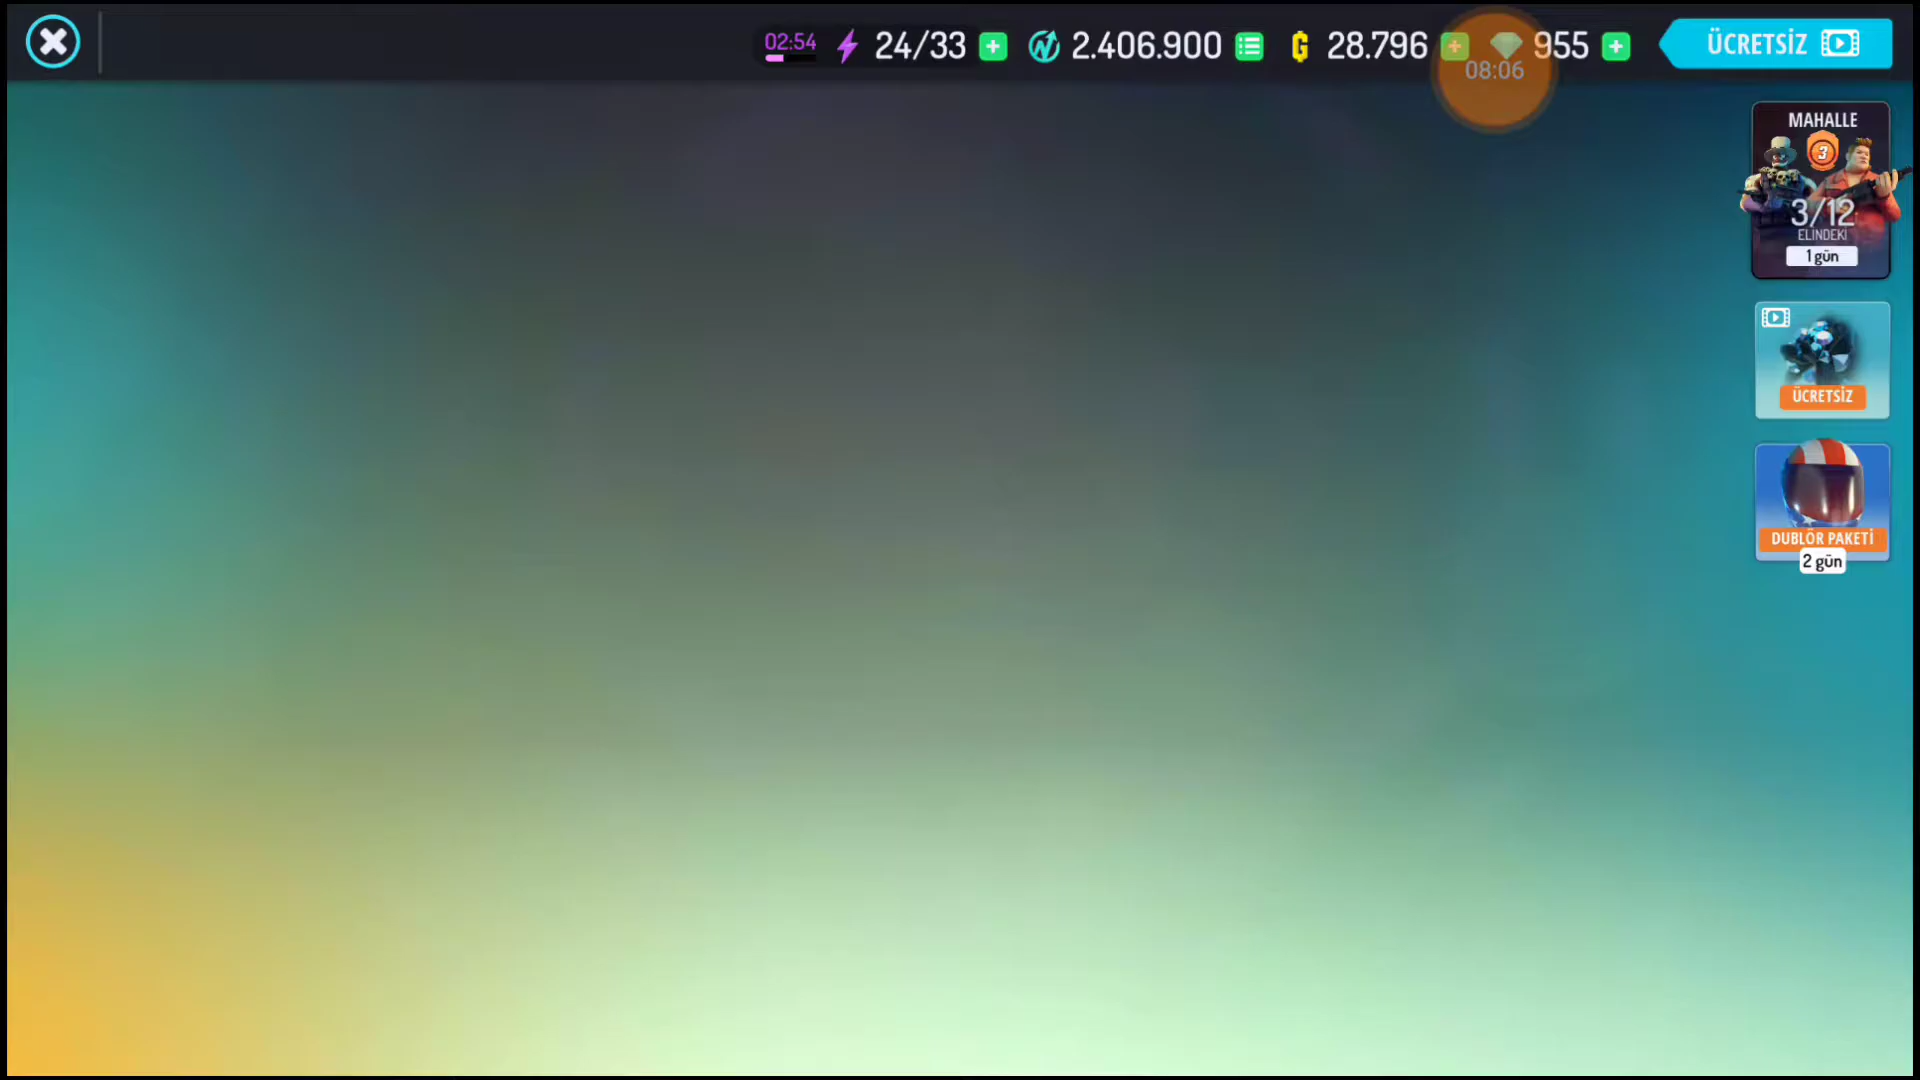 02:54 24/33 2.406.900 28.796 955 ÜCRETSİZ
08:06
MAHALLE
3
3/12
ELİNDEKİ
1 gün
ÜCRETSİZ
DUBLÖR PAKETİ
2 gün